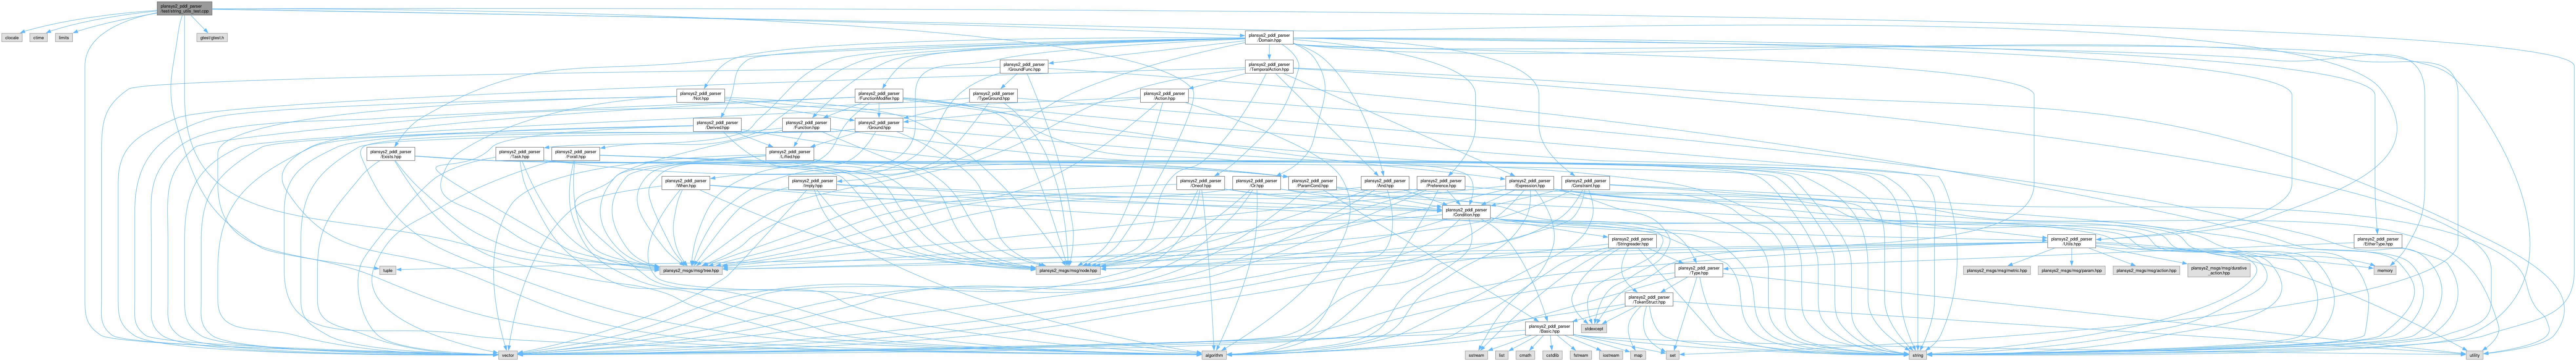 plansys2_pddl_parser
/test/string_utils_test.cpp
clocale
ctime
limits
gtest/gtest.h
plansys2_pddl_parser
/Domain.hpp
plansys2_pddl_parser
/GroundFunc.hpp
plansys2_pddl_parser
/TemporalAction.hpp
plansys2_pddl_parser
/Not.hpp
plansys2_pddl_parser
/FunctionModifier.hpp
plansys2_pddl_parser
/TypeGround.hpp
plansys2_pddl_parser
/Action.hpp
plansys2_pddl_parser
/Derived.hpp
plansys2_pddl_parser
/Function.hpp
plansys2_pddl_parser
/Ground.hpp
plansys2_pddl_parser
/Exists.hpp
plansys2_pddl_parser
/Task.hpp
plansys2_pddl_parser
/Forall.hpp
plansys2_pddl_parser
/Lifted.hpp
plansys2_pddl_parser
/When.hpp
plansys2_pddl_parser
/Imply.hpp
plansys2_pddl_parser
/Oneof.hpp
plansys2_pddl_parser
/Or.hpp
plansys2_pddl_parser
/ParamCond.hpp
plansys2_pddl_parser
/And.hpp
plansys2_pddl_parser
/Preference.hpp
plansys2_pddl_parser
/Expression.hpp
plansys2_pddl_parser
/Constraint.hpp
plansys2_pddl_parser
/Condition.hpp
plansys2_pddl_parser
/Stringreader.hpp
plansys2_pddl_parser
/Utils.hpp
plansys2_pddl_parser
/EitherType.hpp
tuple
plansys2_msgs/msg/tree.hpp
plansys2_msgs/msg/node.hpp
plansys2_pddl_parser
/Type.hpp
plansys2_msgs/msg/metric.hpp
plansys2_msgs/msg/param.hpp
plansys2_msgs/msg/action.hpp
plansys2_msgs/msg/durative
_action.hpp
memory
plansys2_pddl_parser
/TokenStruct.hpp
stdexcept
plansys2_pddl_parser
/Basic.hpp
vector
algorithm
sstream
list
cmath
cstdlib
fstream
iostream
map
set
string
utility